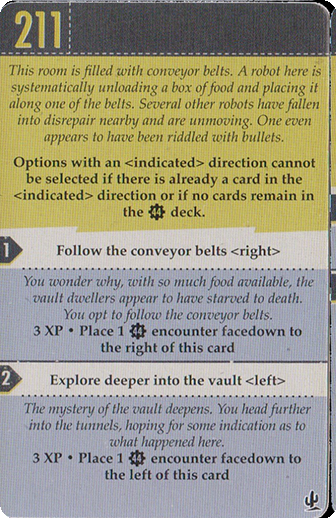 211
This room is filled with conveyor belts. A robot here is
systematically unloading a box of food and placing it
along one of the belts. Several other robots have fallen
into disrepair nearby and are unmoving. One even
appears to have been riddled with bullets.
Options with an <indicated> direction cannot
be selected if there is already a card in the
<indicated> direction or if no cards remain in
the 44 deck.
1 Follow the conveyor belts <right>
You wonder why, with so much food available, the
vault dwellers appear to have starved to death.
You opt to follow the conveyor belts.
3 XP • Place 1 44 encounter facedown to
the right of this card
2 Explore deeper into the vault <left>
The mystery of the vault deepens. You head further
into the tunnels, hoping for some indication as to
what happened here.
3 XP • Place 1 44 encounter facedown to
the left of this card